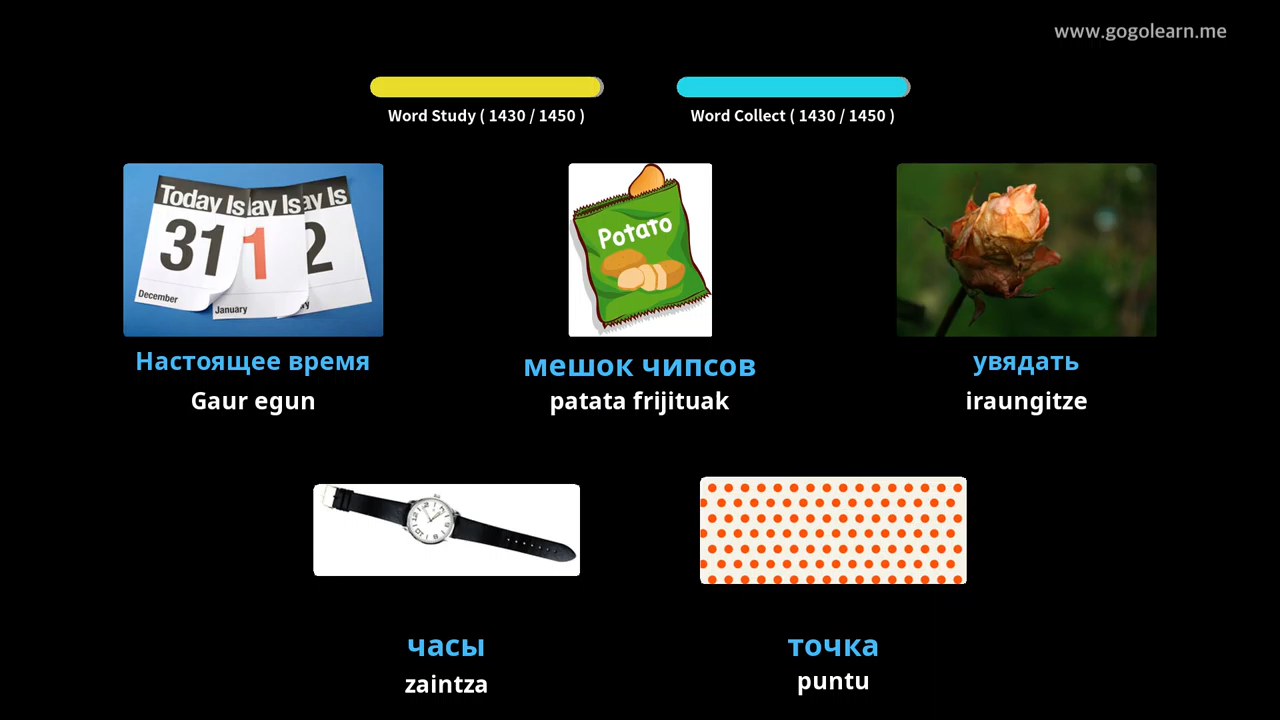 www.gogolearn.me
Word Study ( 1430 / 1450 )
Word Collect ( 1430 / 1450 )
Today Is
ay Is
ay Is
31
1
2
December
January
Potato
Настоящее время
мешок чипсов
увядать
Gaur egun
patata frijituak
iraungitze
часы
точка
zaintza
puntu